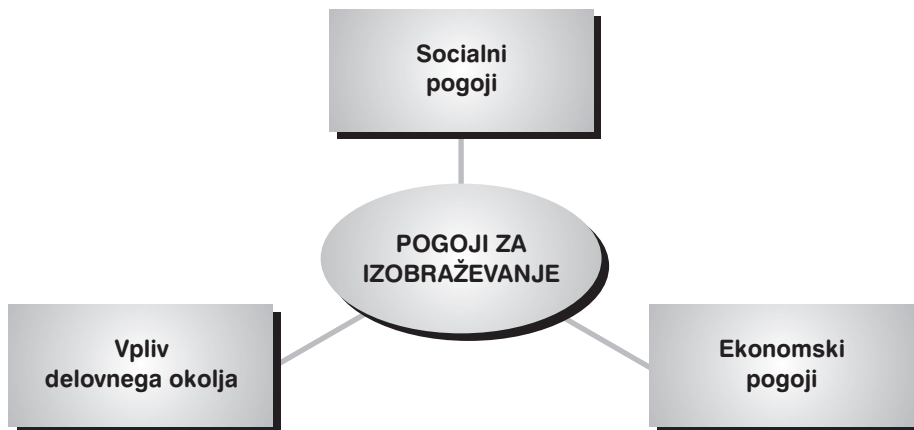 Socialni
pogoji
POGOJI ZA
IZOBRAŽEVANJE
Vpliv
delovnega okolja
Ekonomski
pogoji